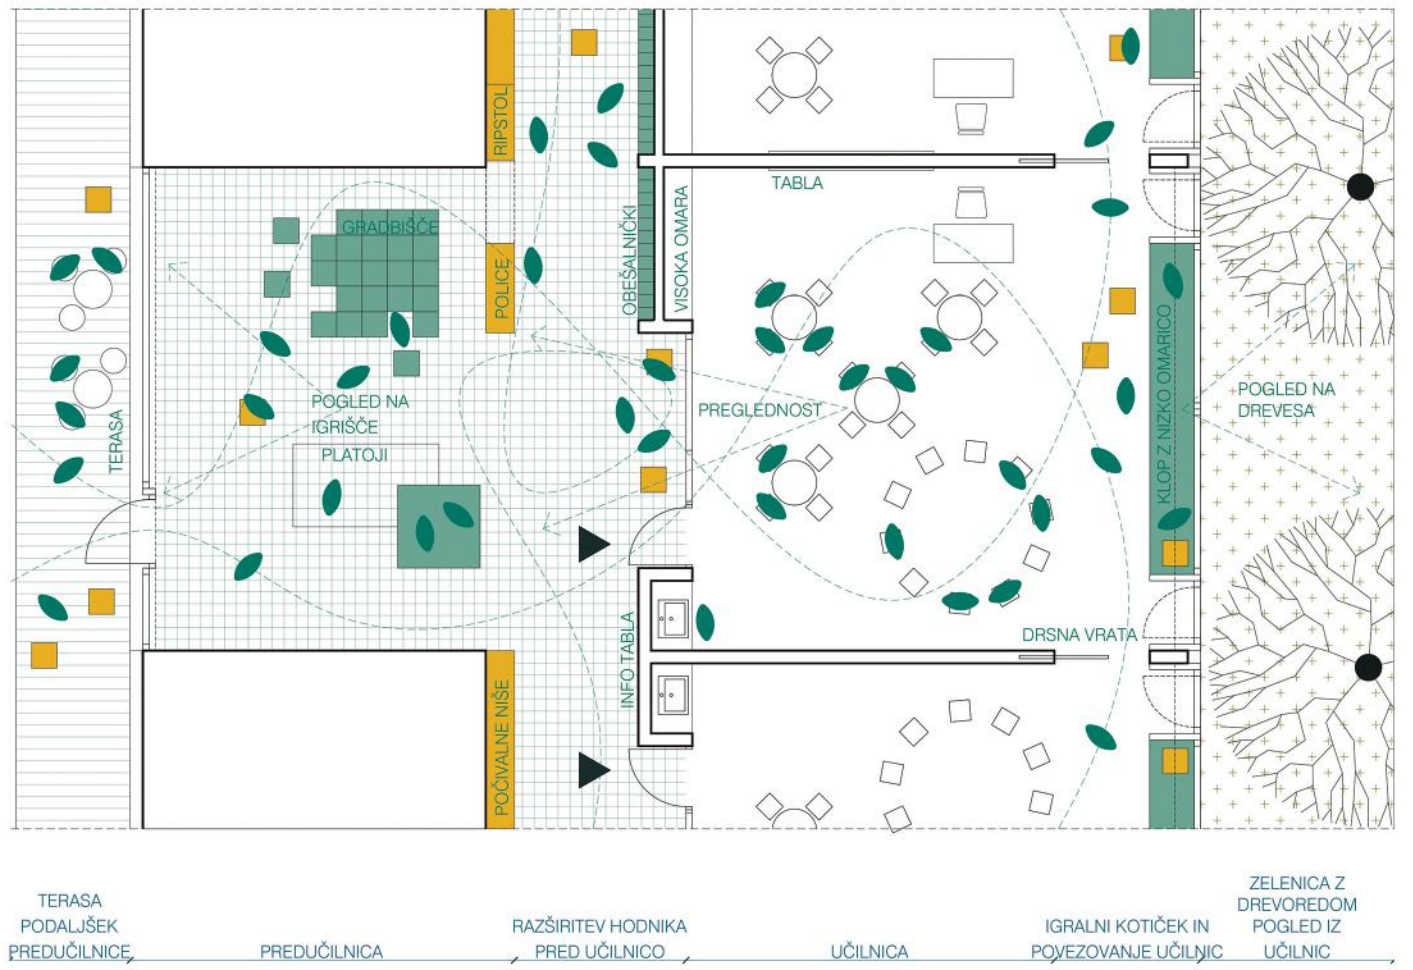 RIPSTOL
TABLA
OBEŠALNIČKI
VISOKA OMARA
GRADBIŠČE
POLICE
POGLED NA
IGRIŠČE
PLATOJI
TERASA
PREGLEDNOST
KLOP Z NIZKO OMARICO
POGLED NA
DREVESA
INFO TABLA
DRSNA VRATA
POČIVALNE NIŠE
TERASA
PODALJŠEK
PREDUČILNICE
PREDUČILNICA
RAZŠIRITEV HODNIKA
PRED UČILNICO
UČILNICA
IGRALNI KOTIČEK IN
POVEZOVANJE UČILNIC
ZELENICA Z
DREVOREDOM
POGLED IZ
UČILNIC